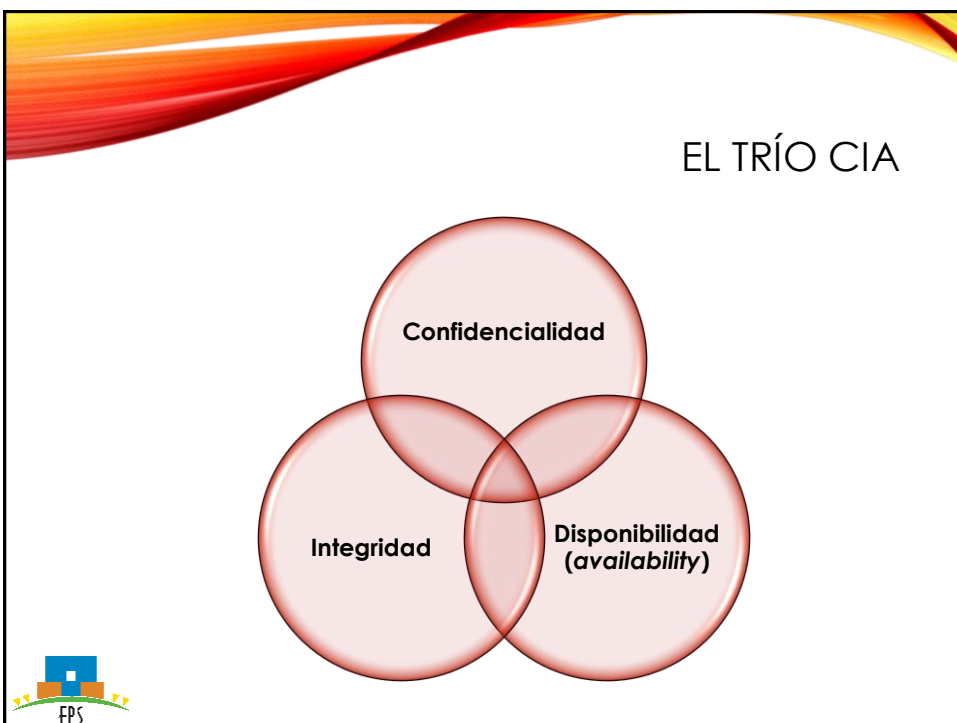 EL TRÍO CIA
Confidencialidad
Integridad
Disponibilidad
(availability)
EPS